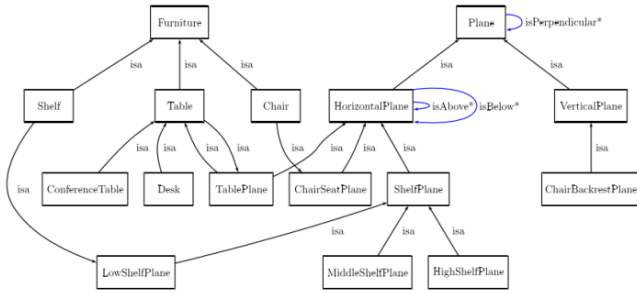 Furniture
Plane
isPerpendicular*
isa
isa
isa
isa
isa
Shelf
Table
Chair
HorizontalPlane
isAbove*
isBelow*
VerticalPlane
isa
isa
isa
isa
isa
isa
isa
isa
isa
isa
ConferenceTable
Desk
TablePlane
ChairSeatPlane
ShelfPlane
ChairBackrestPlane
isa
isa
isa
LowShelfPlane
MiddleShelfPlane
HighShelfPlane